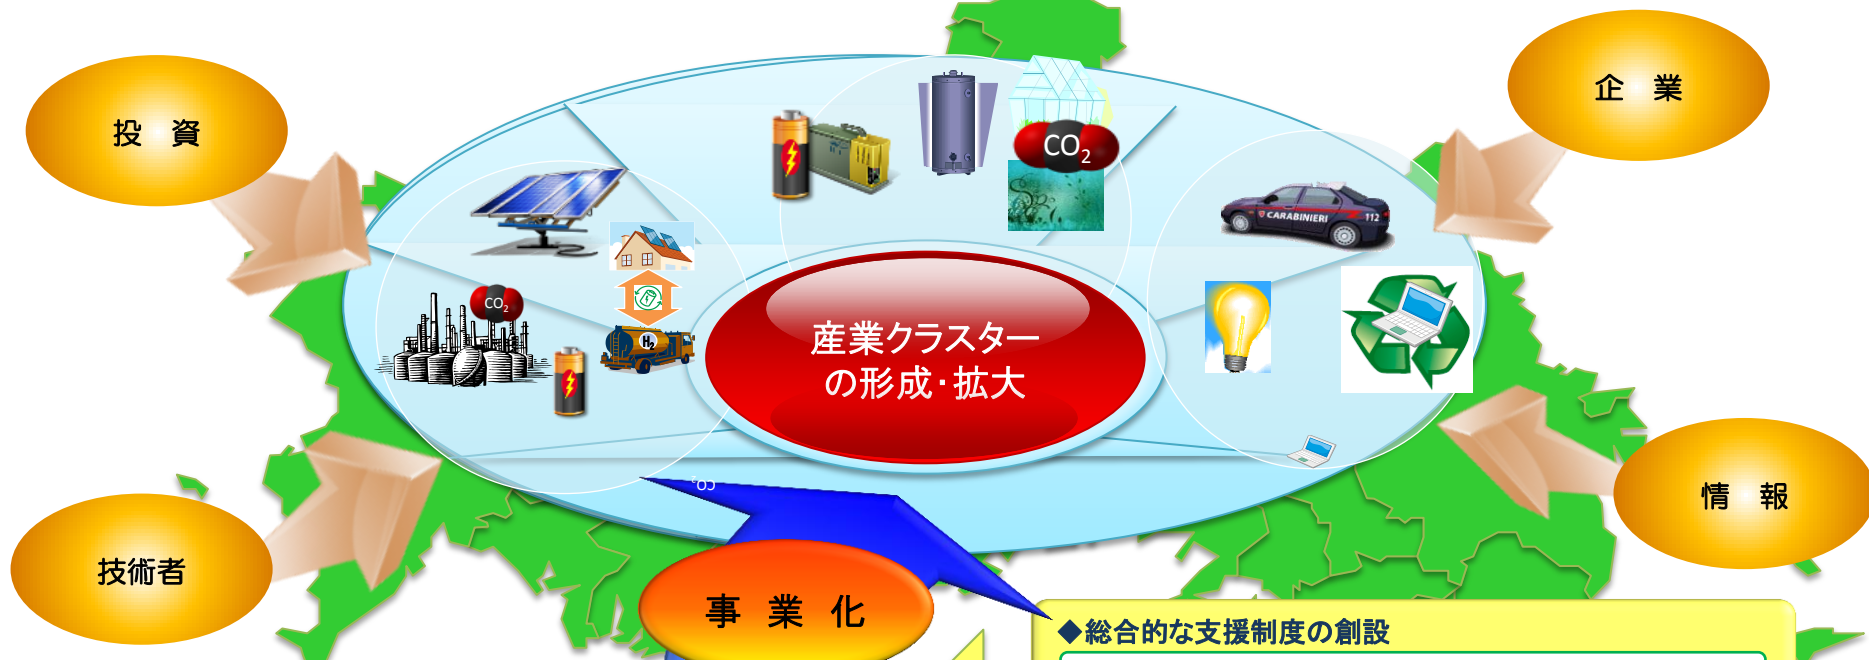 投　資
企　業
CO2
CARABINIERI 112
CO2
H2
産業クラスター
の形成・拡大
CO2
情　報
技術者
事　業　化
◆総合的な支援制度の創設